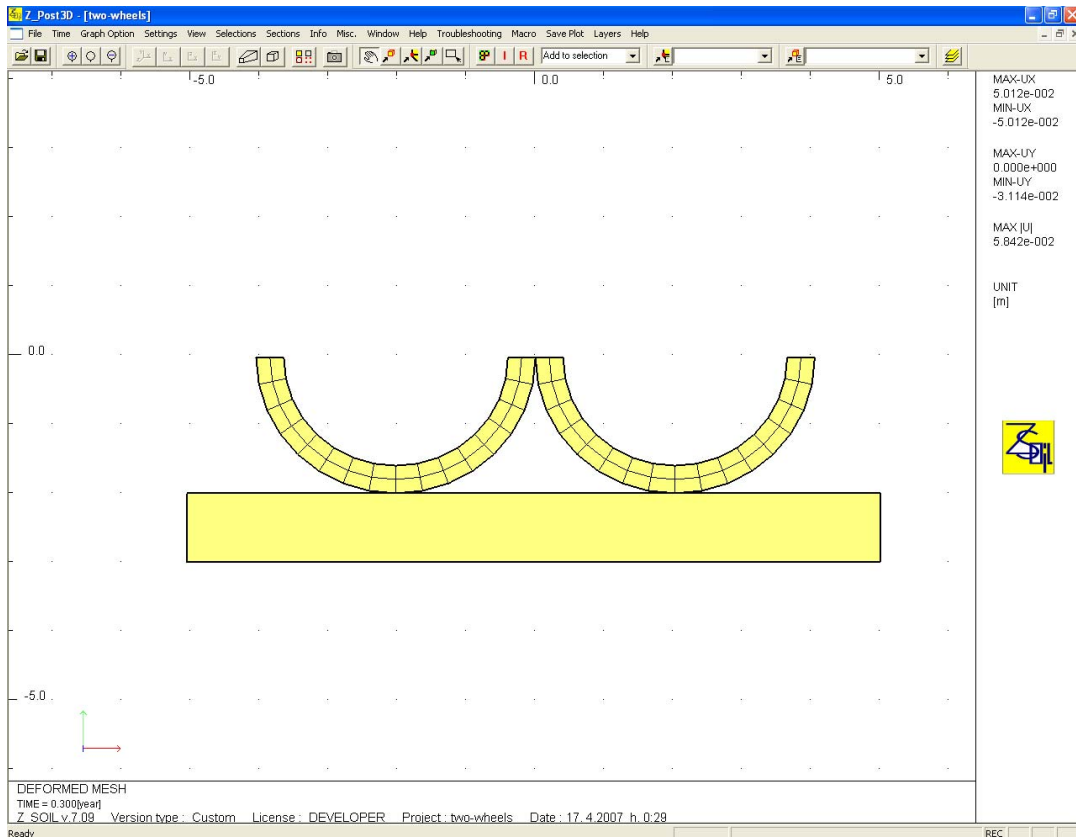 Z_Post3D - [two-wheels]
File Time Graph Option Settings View Selections Sections Info Misc. Window Help Troubleshooting Macro Save Plot Layers Help
I R Add to selection
-5.0 0.0 5.0
MAX-UX
5.012e-002
MIN-UX
-5.012e-002
MAX-UY
0.000e+000
MIN-UY
-3.114e-002
MAX |U|
5.842e-002
UNIT
[m]
0.0
ZSoil
-5.0
DEFORMED MESH
TIME = 0.300[year]
Z_SOIL v.7.09 Version type : Custom License : DEVELOPER Project : two-wheels Date : 17. 4.2007 h. 0:29
Ready REC